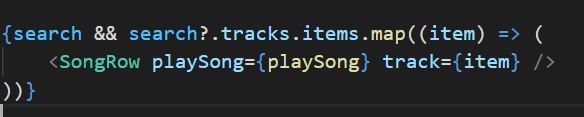 {search && search?.tracks.items.map((item) => (
<SongRow playSong={playSong} track={item} />
))}